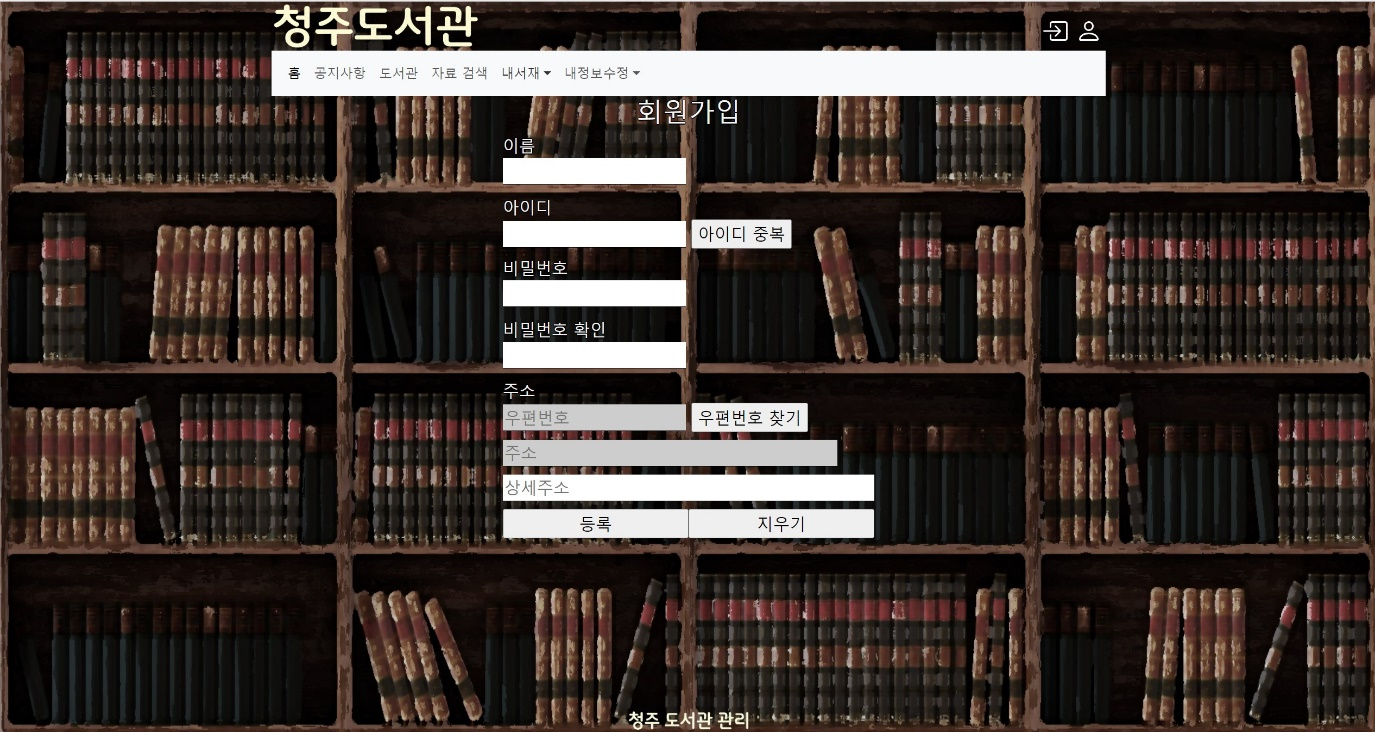 청주도서관
홈 공지사항 도서관 자료 검색 내서재 내정보수정
회원가입
이름
아이디
아이디 중복
비밀번호
비밀번호 확인
주소
우편번호 우편번호 찾기
주소
상세주소
등록 지우기
청주 도서관 관리